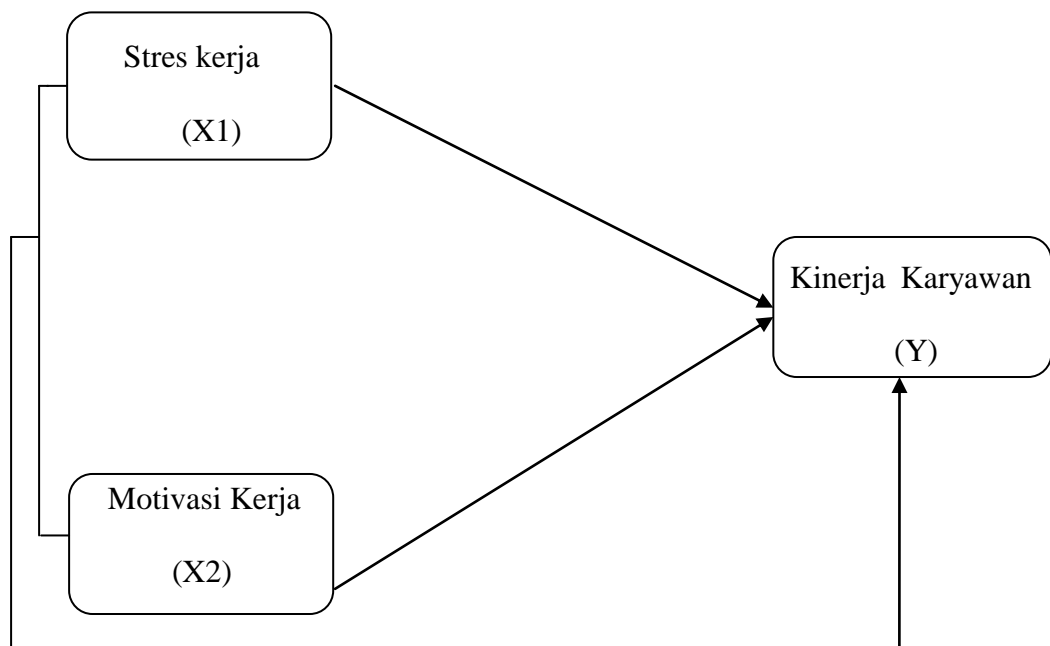 Stres kerja
(X1)
Kinerja Karyawan
(Y)
Motivasi Kerja
(X2)